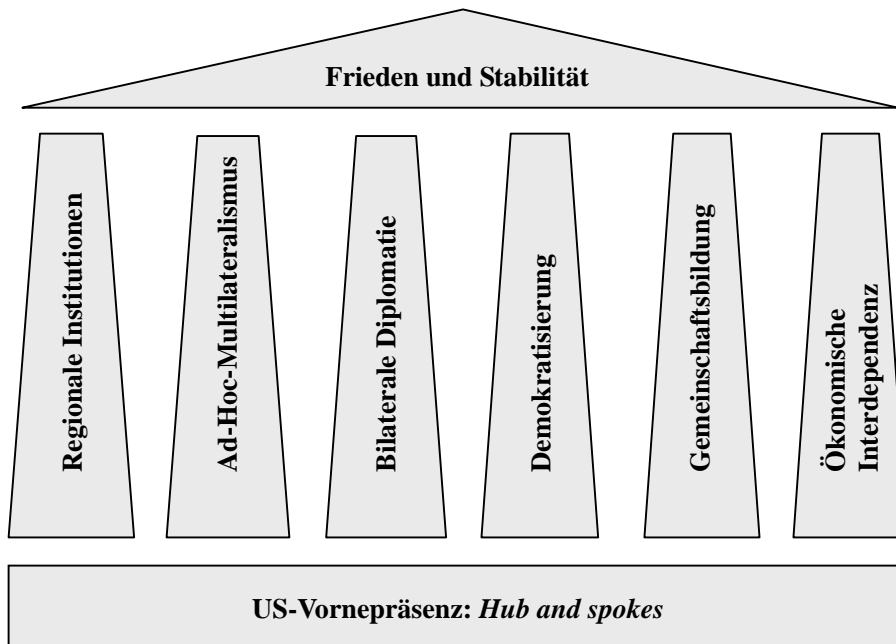 Frieden und Stabilität
Regionale Institutionen
Ad-Hoc-Multilateralismus
Bilaterale Diplomatie
Demokratisierung
Gemeinschaftsbildung
Ökonomische
Interdependenz
US-Vornepräsenz: Hub and spokes